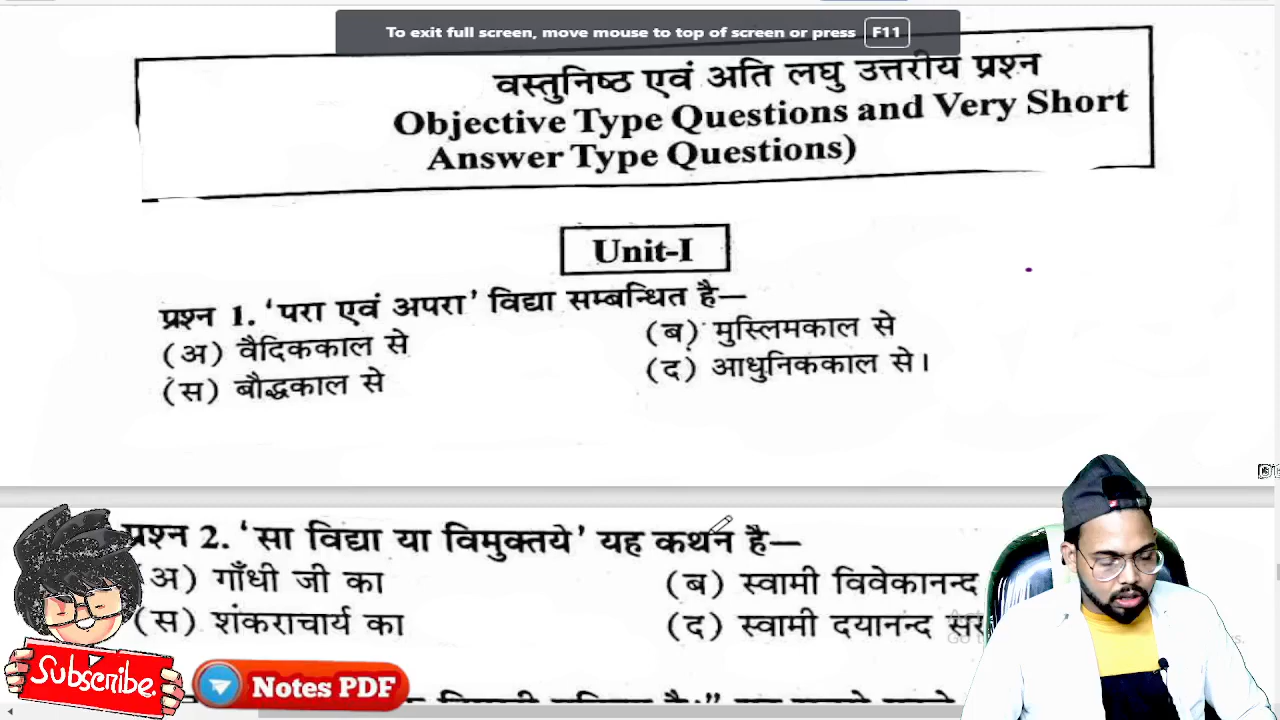 To exit full screen, move mouse to top of screen or press F11
वस्तुनिष्ठ एवं अति लघु उत्तरीय प्रश्न
Objective Type Questions and Very Short
Answer Type Questions)
Unit-I
प्रश्न 1. ‘परा एवं अपरा’ विद्या सम्बन्धित है—
(अ) वैदिककाल से (ब) मुस्लिमकाल से
(स) बौद्धकाल से (द) आधुनिककाल से।
प्रश्न 2. ‘सा विद्या या विमुक्तये’ यह कथन है—
(अ) गाँधी जी का (ब) स्वामी विवेकानन्द
(स) शंकराचार्य का (द) स्वामी दयानन्द
Subscribe.
Notes PDF